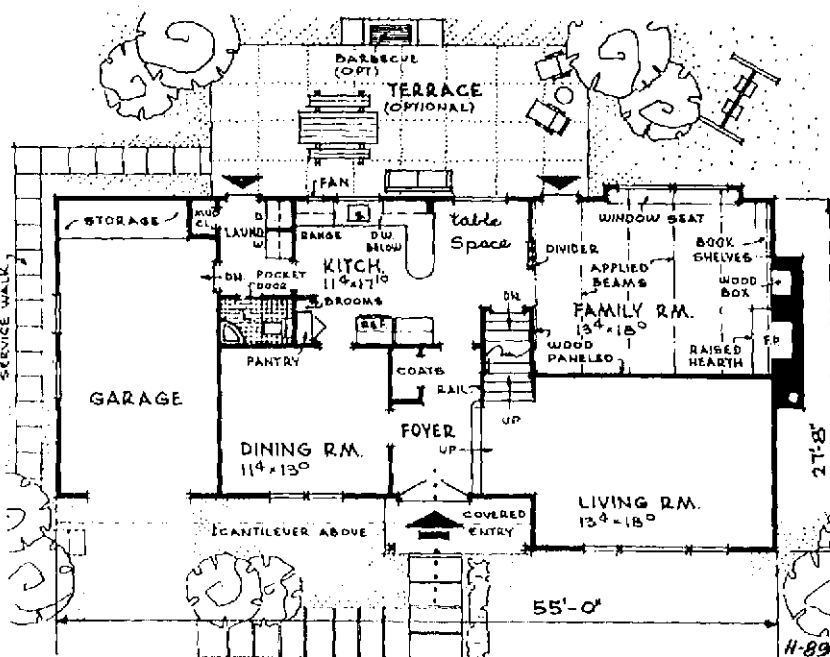 BARBECUE
(OPT)
TERRACE
(OPTIONAL)
FAN
STORAGE
MUD
CL.
LAUND
D
W
RANGE
S
D.W.
BELOW
table
Space
WINDOW SEAT
DIVIDER
BOOK
SHELVES
SERVICE WALK
DN.
POCKET
DOOR
KITCH.
11⁴×17¹⁰
APPLIED
BEAMS
WOOD
BOX
BROOMS
DN
FAMILY RM.
13⁴×18⁰
REF.
PANTRY
WOOD
PANELED
RAISED
HEARTH
F.P.
COATS
RAIL
GARAGE
UP
FOYER
UP
DINING RM.
11⁴×13⁰
27'-8"
LIVING RM.
13⁴×18⁰
CANTILEVER ABOVE
COVERED
ENTRY
55'-0"
H-89